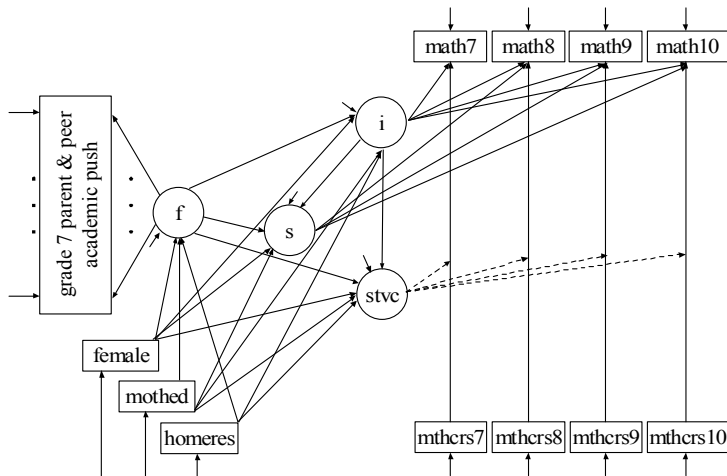 math7
math8
math9
math10
i
grade 7 parent & peer
academic push
f
s
stvc
female
mothed
homeres
mthcrs7
mthcrs8
mthcrs9
mthcrs10